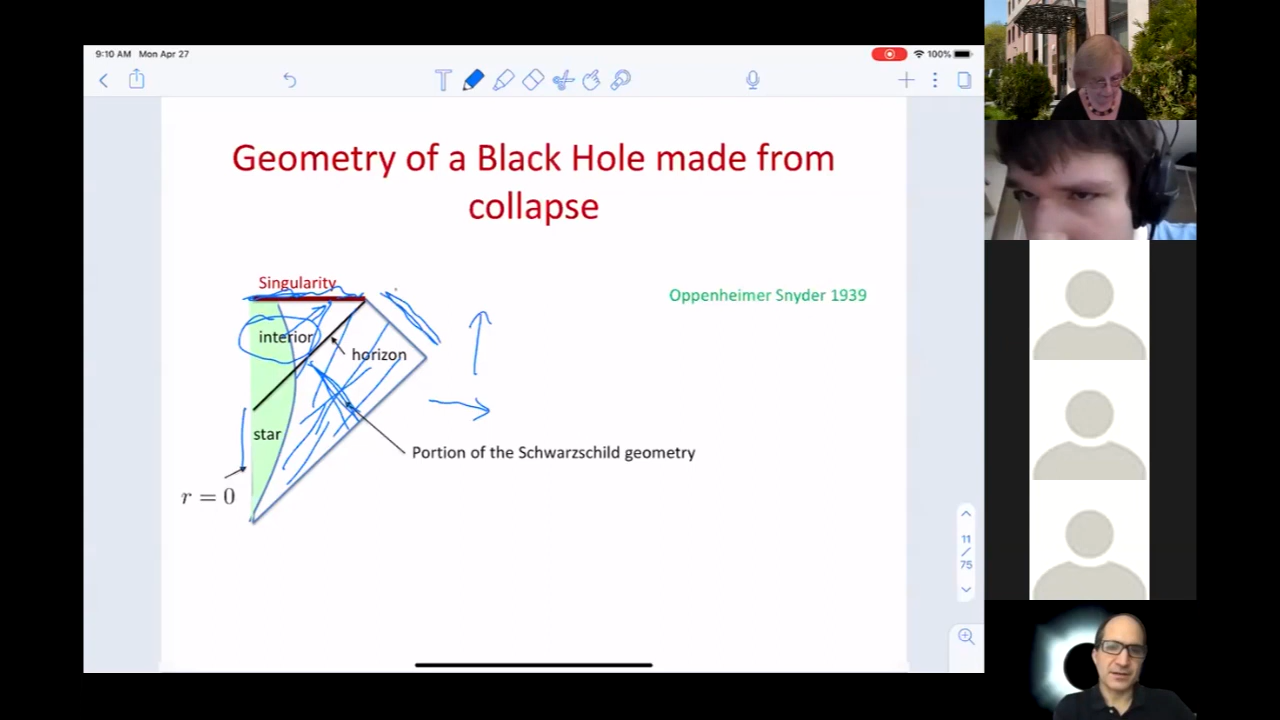 9:10 AM Mon Apr 27
100%
Geometry of a Black Hole made from
collapse
Singularity
Oppenheimer Snyder 1939
interior
horizon
star
Portion of the Schwarzschild geometry
r = 0
11
/
75